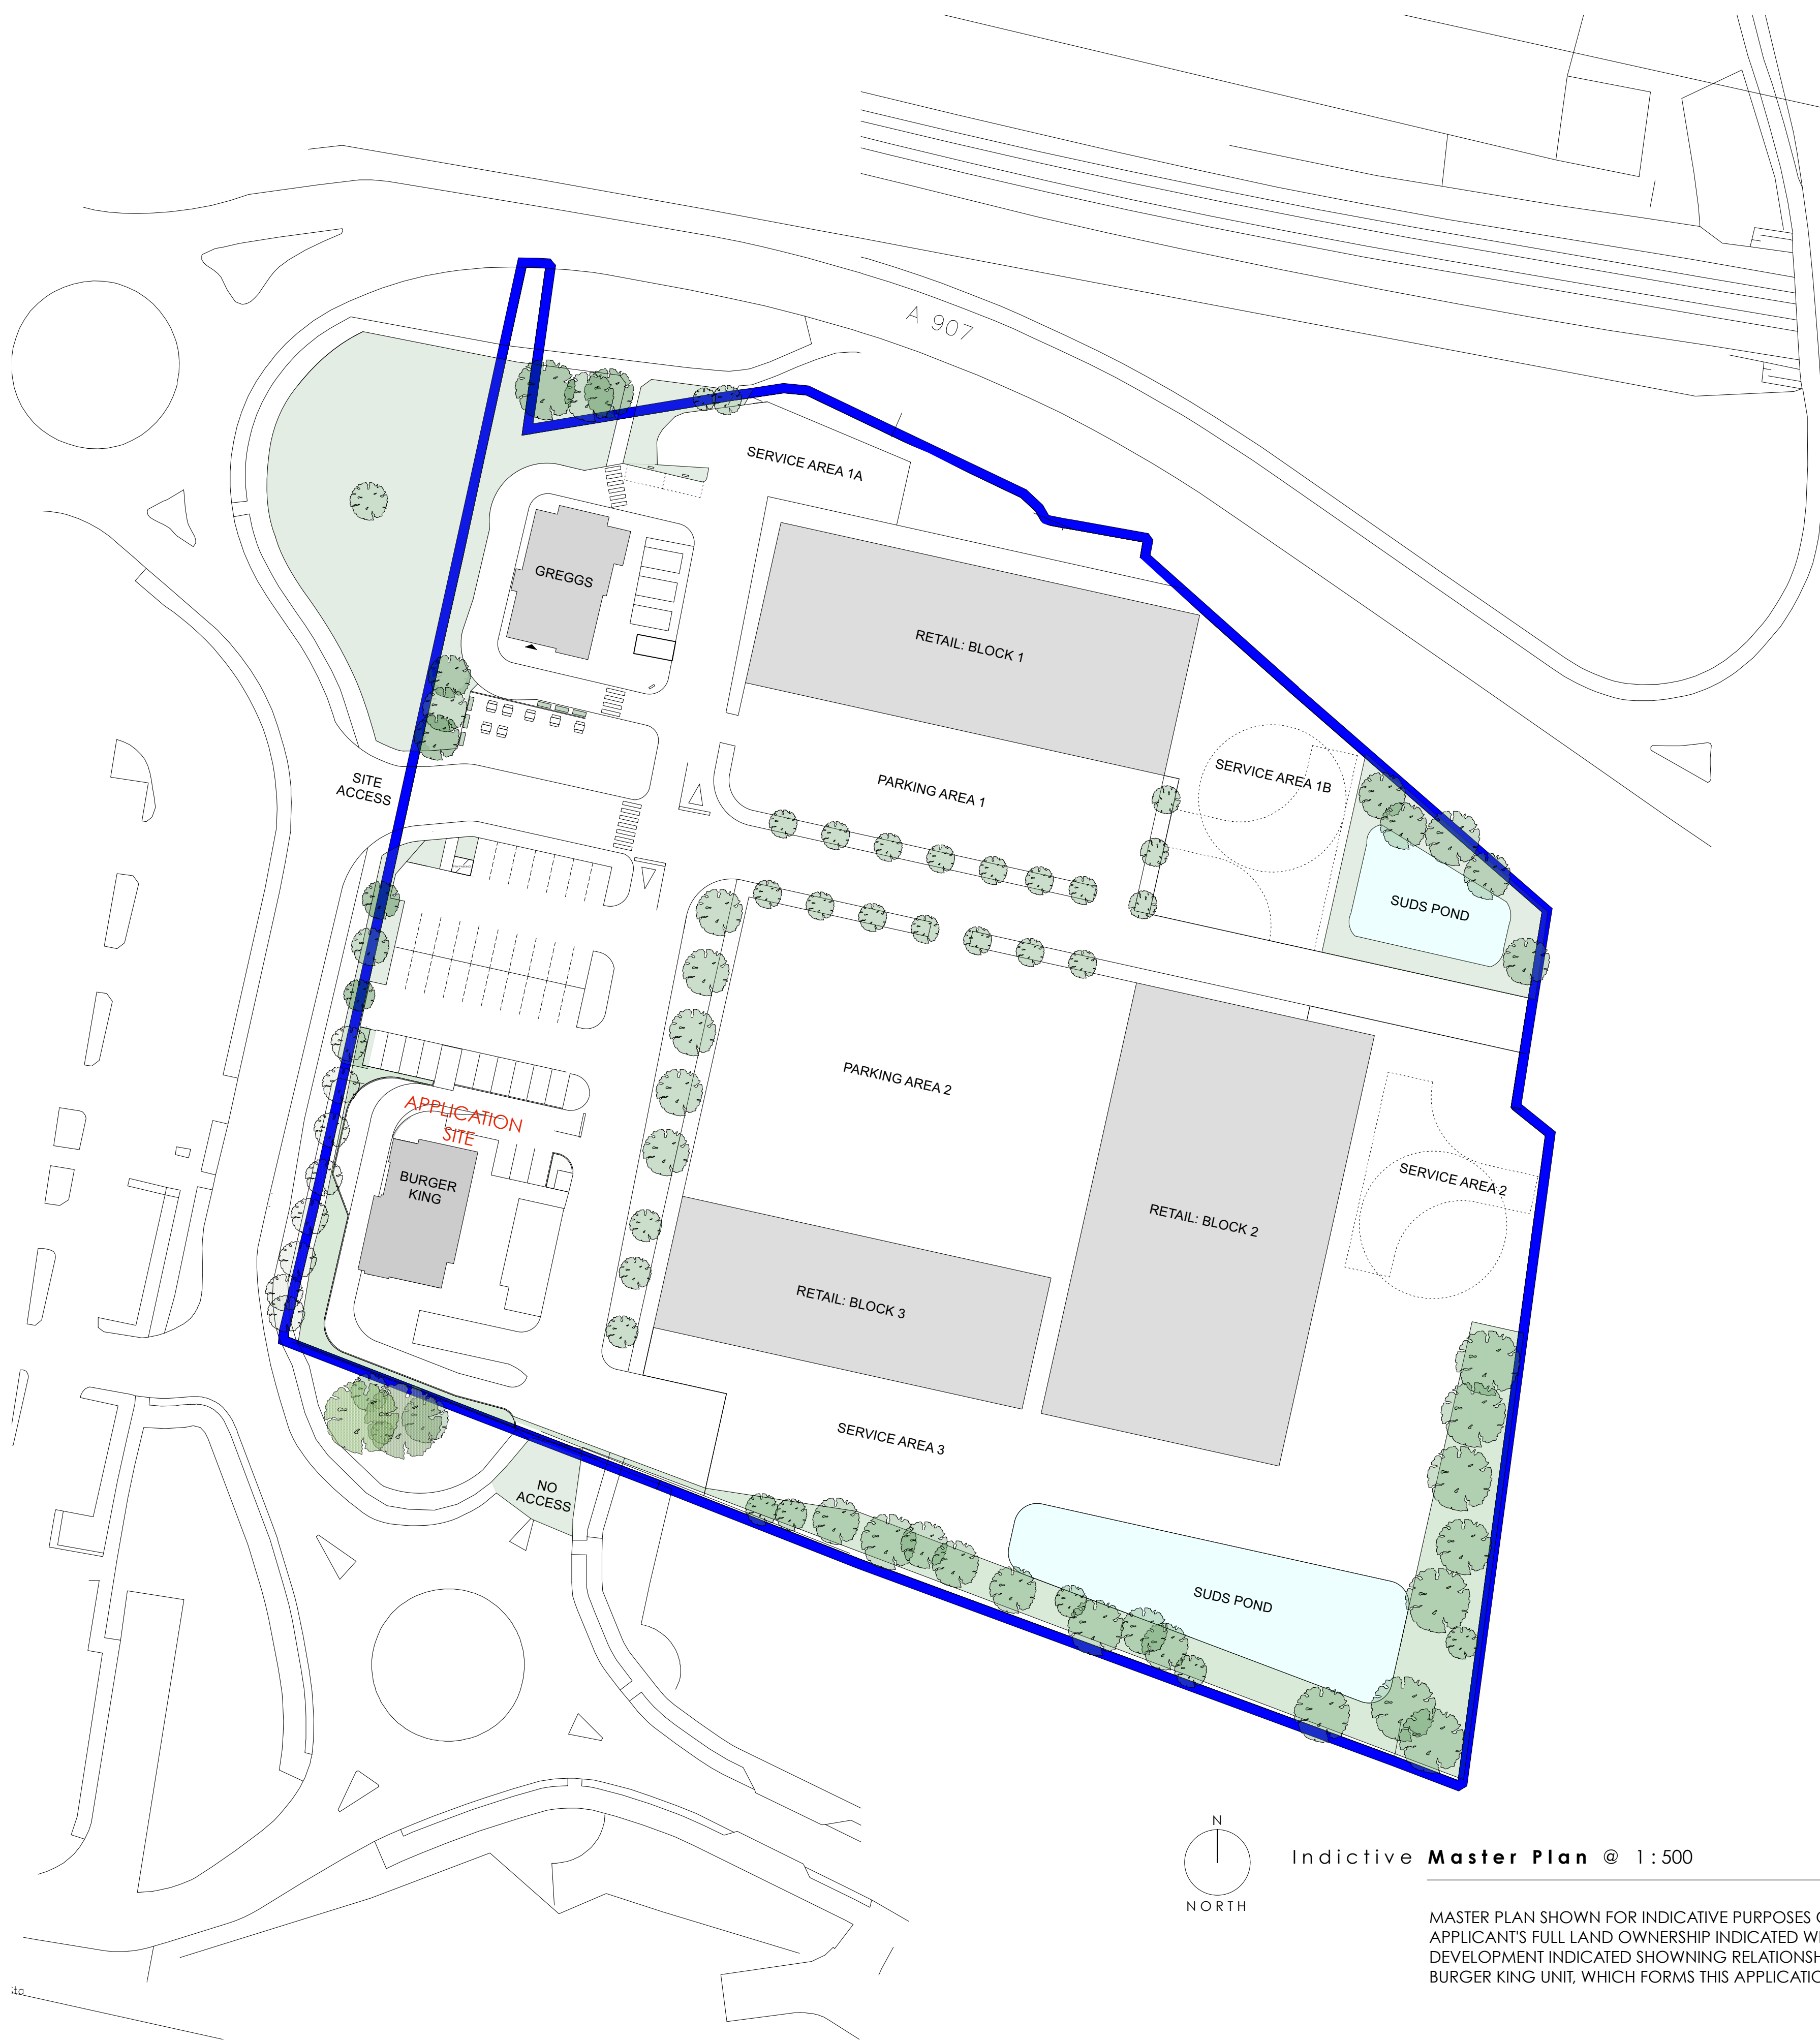 A 907
SERVICE AREA 1A
GREGGS
RETAIL: BLOCK 1
SITE
ACCESS
PARKING AREA 1
SERVICE AREA 1B
SUDS POND
APPLICATION
SITE
PARKING AREA 2
BURGER
KING
SERVICE AREA 2
RETAIL: BLOCK 2
RETAIL: BLOCK 3
SERVICE AREA 3
NO
ACCESS
SUDS POND
N
NORTH
Indictive Master Plan @ 1:500
MASTER PLAN SHOWN FOR INDICATIVE PURPOSES
APPLICANT'S FULL LAND OWNERSHIP INDICATED
DEVELOPMENT INDICATED SHOWNING
BURGER KING UNIT, WHICH FORMS THIS